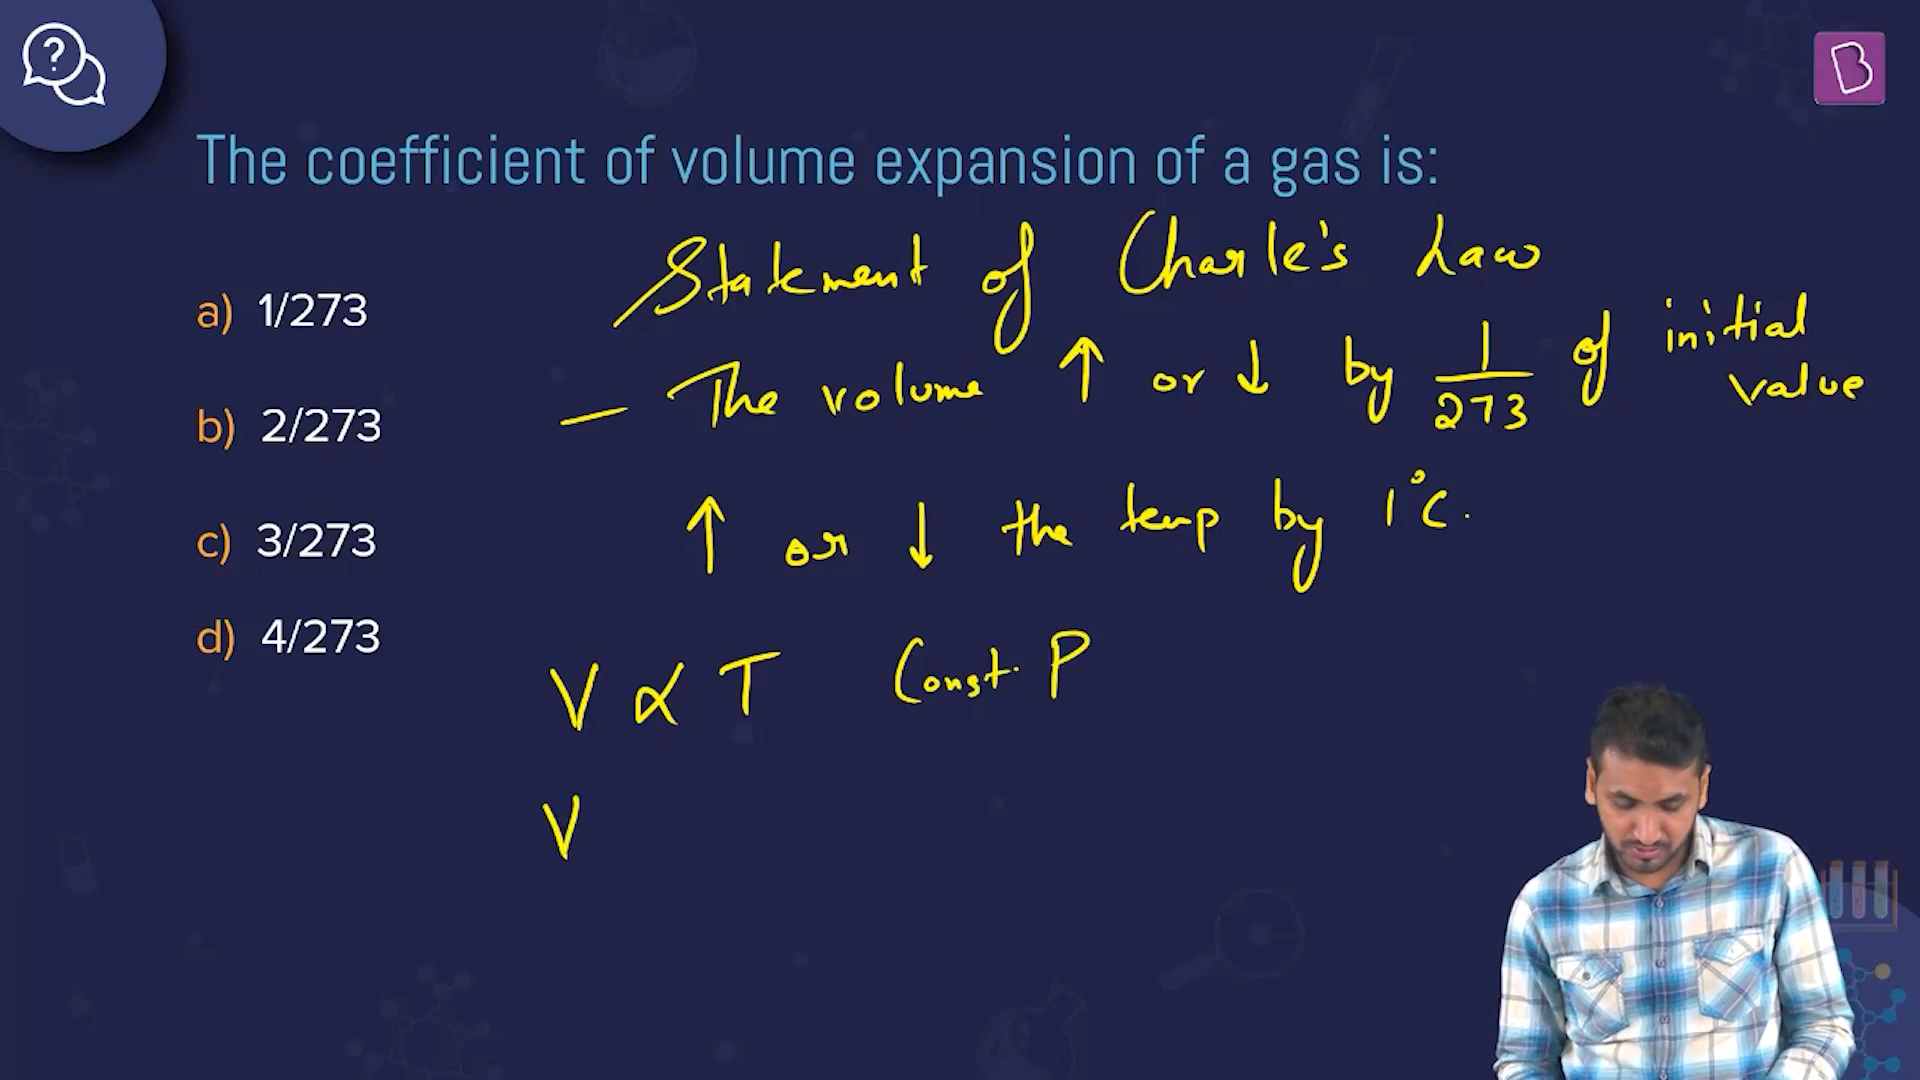 The coefficient of volume expansion of a gas is:
Statement of Charle's Law
a) 1/273
— The volume ↑ or ↓ by 1/273 of initial value
b) 2/273
↑ or ↓ the temp by 1°C.
c) 3/273
d) 4/273
V ∝ T Const. P
V